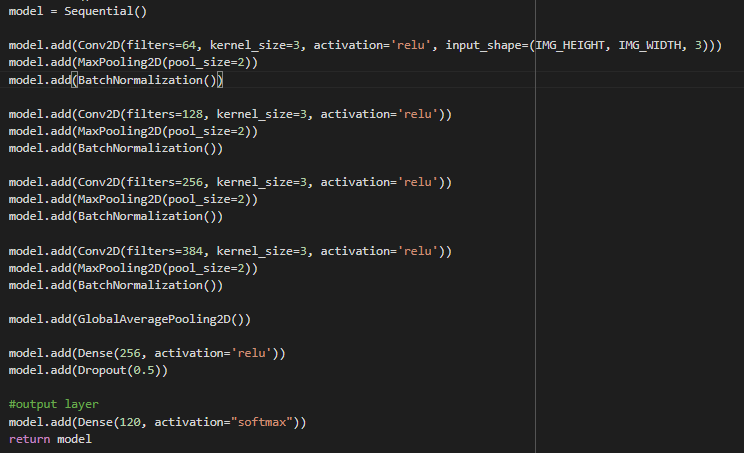 model = Sequential()
model.add(Conv2D(filters=64, kernel_size=3, activation='relu', input_shape=(IMG_HEIGHT, IMG_WIDTH, 3)))
model.add(MaxPooling2D(pool_size=2))
model.add(BatchNormalization())
model.add(Conv2D(filters=128, kernel_size=3, activation='relu'))
model.add(MaxPooling2D(pool_size=2))
model.add(BatchNormalization())
model.add(Conv2D(filters=256, kernel_size=3, activation='relu'))
model.add(MaxPooling2D(pool_size=2))
model.add(BatchNormalization())
model.add(Conv2D(filters=384, kernel_size=3, activation='relu'))
model.add(MaxPooling2D(pool_size=2))
model.add(BatchNormalization())
model.add(GlobalAveragePooling2D())
model.add(Dense(256, activation='relu'))
model.add(Dropout(0.5))
#output layer
model.add(Dense(120, activation="softmax"))
return model